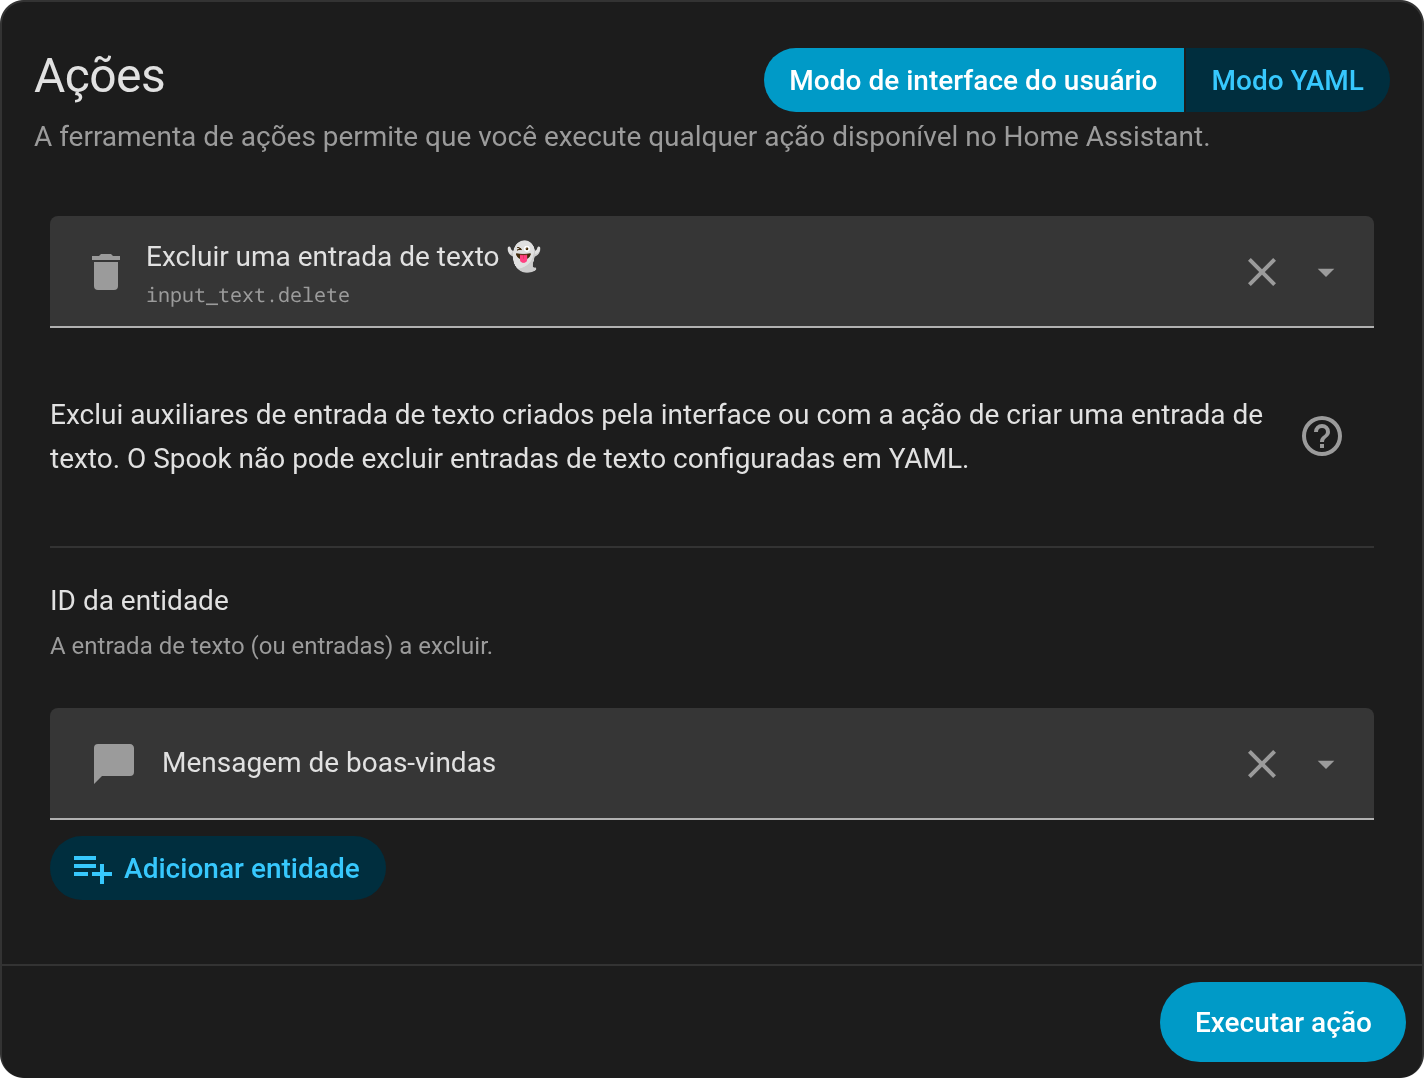 Ações
Modo de interface do usuário
Modo YAML
A ferramenta de ações permite que você execute qualquer ação disponível no Home Assistant.
Excluir uma entrada de texto 👻
input_text.delete
Exclui auxiliares de entrada de texto criados pela interface ou com a ação de criar uma entrada de
texto. O Spook não pode excluir entradas de texto configuradas em YAML.
ID da entidade
A entrada de texto (ou entradas) a excluir.
Mensagem de boas-vindas
Adicionar entidade
Executar ação